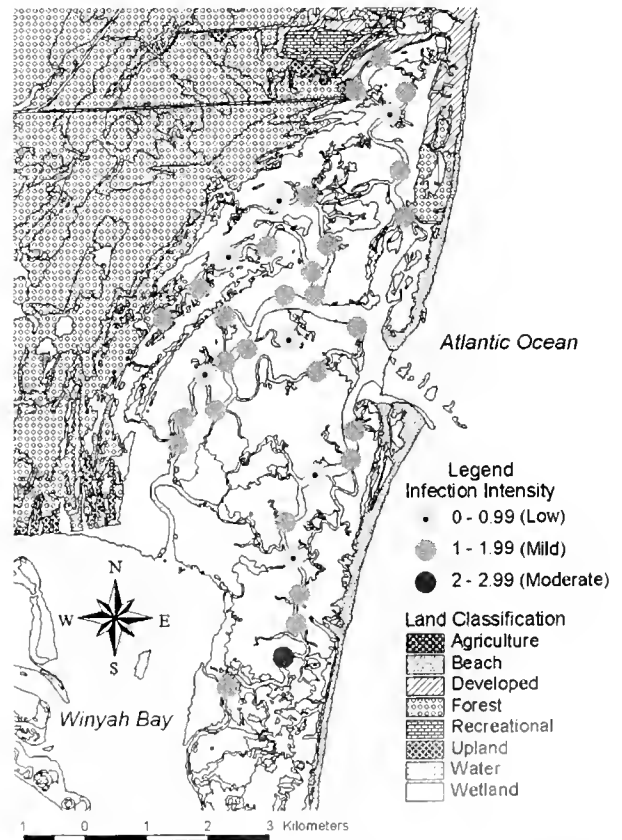 Atlantic Ocean
Legend
Infection Intensity
0 - 0.99 (Low)
1 - 1.99 (Mild)
2 - 2.99 (Moderate)
N
W E
S
Land Classification
Agriculture
Beach
Developed
Forest
Recreational
Upland
Water
Wetland
Winyah Bay
1 0 1 2 3 Kilometers